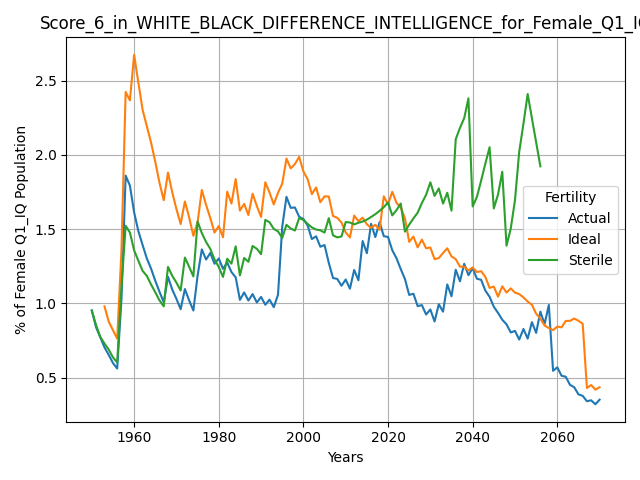 Score_6_in_WHITE_BLACK_DIFFERENCE_INTELLIGENCE_for_Female_Q1_IQ
% of Female Q1_IQ Population
2.5
2.0
1.5
1.0
0.5
Fertility
Actual
Ideal
Sterile
1960 1980 2000 2020 2040 2060
Years